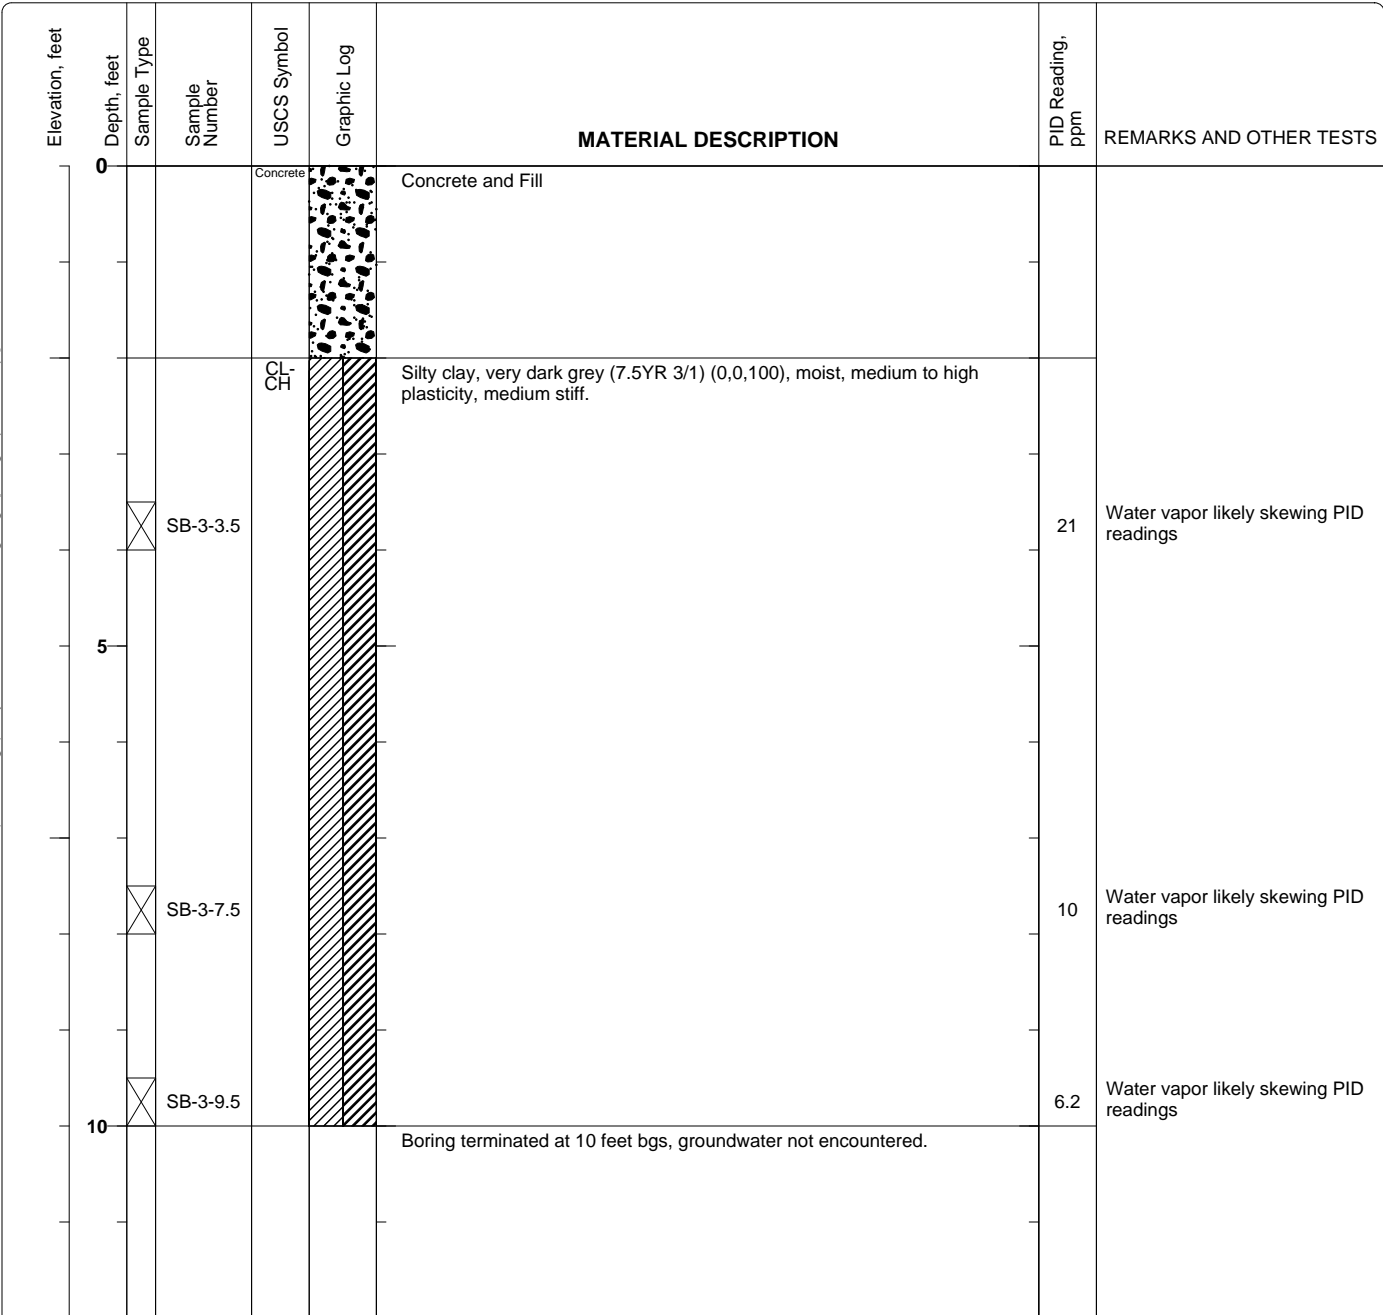 Elevation, feet
Depth, feet
Sample Type
Sample
Number
USCS Symbol
Graphic Log
MATERIAL DESCRIPTION
PID Reading,
ppm
REMARKS AND OTHER TESTS
0
Concrete
Concrete and Fill
CL-
CH
Silty clay, very dark grey (7.5YR 3/1) (0,0,100), moist, medium to high
plasticity, medium stiff.
SB-3-3.5
21
Water vapor likely skewing PID
readings
5
SB-3-7.5
10
Water vapor likely skewing PID
readings
SB-3-9.5
6.2
Water vapor likely skewing PID
readings
10
Boring terminated at 10 feet bgs, groundwater not encountered.